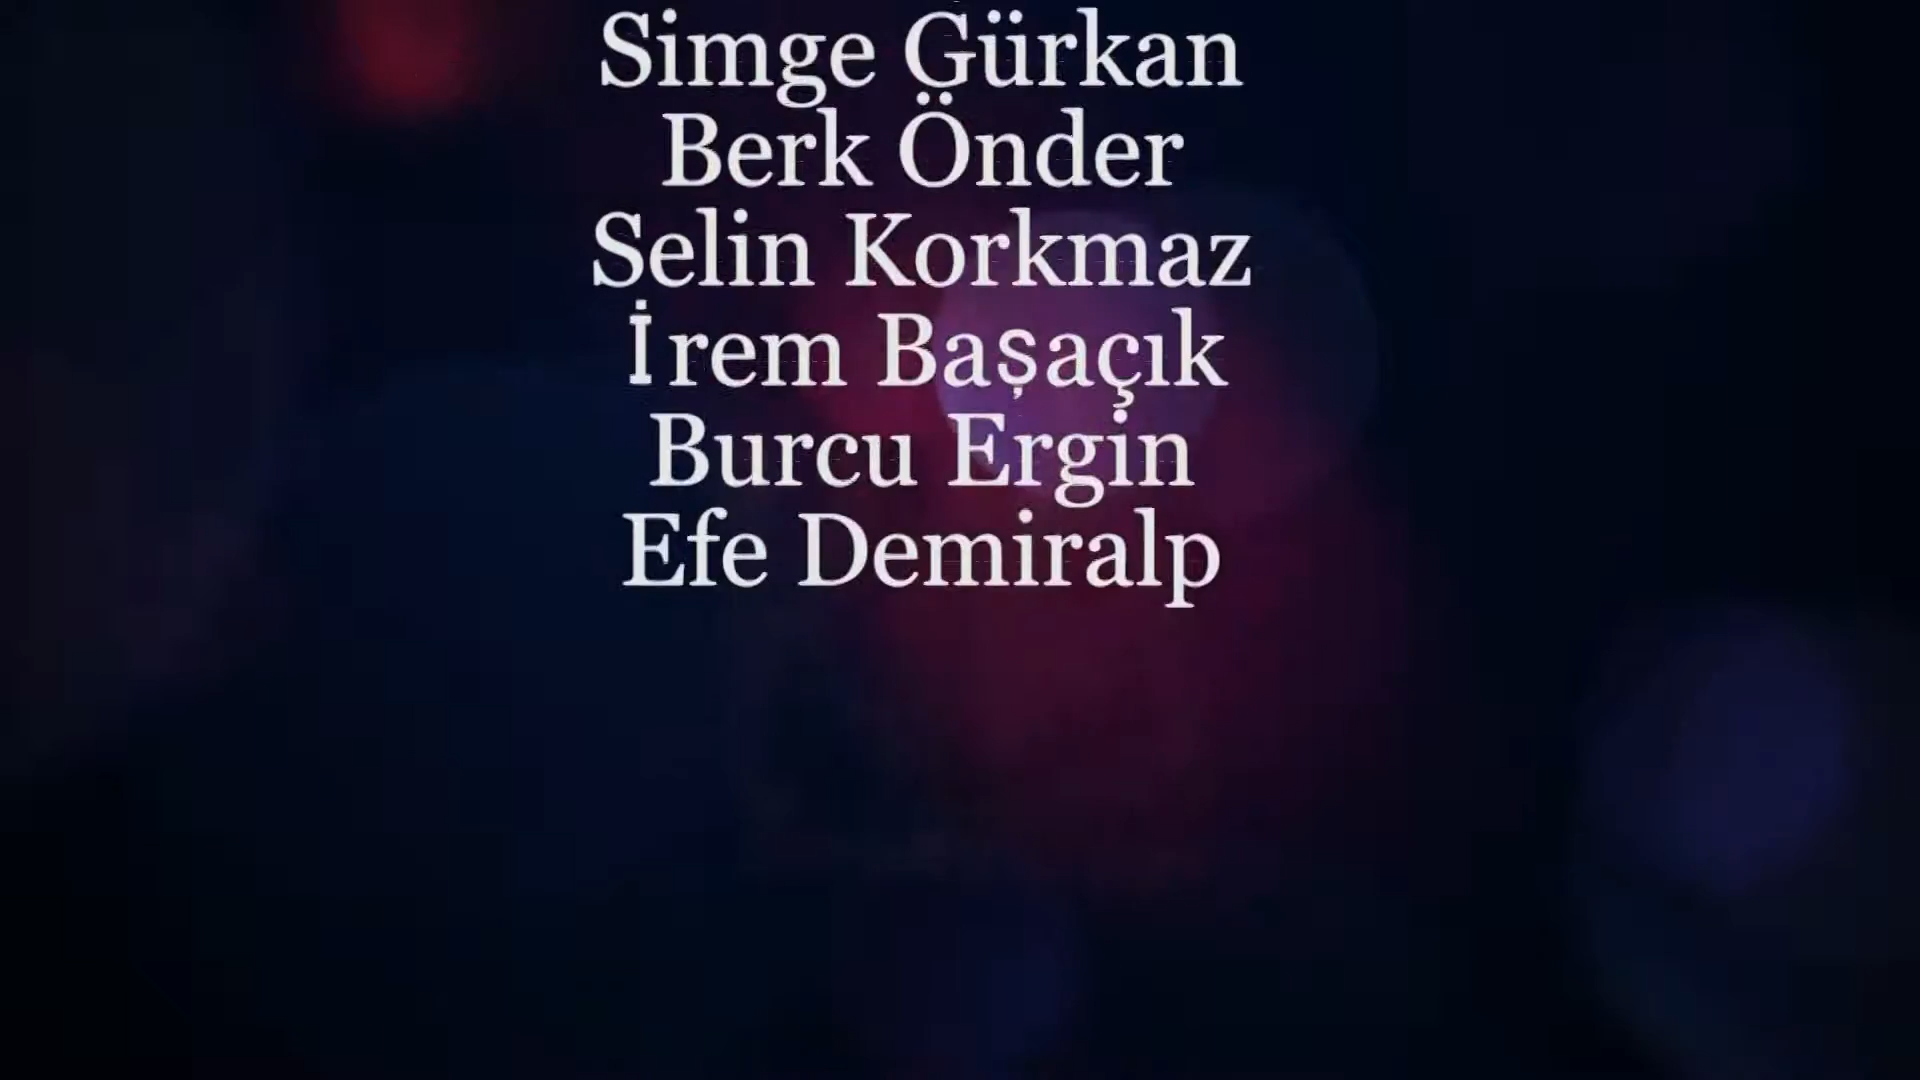 Simge Gürkan
Berk Önder
Selin Korkmaz
İrem Başaçık
Burcu Ergin
Efe Demiralp